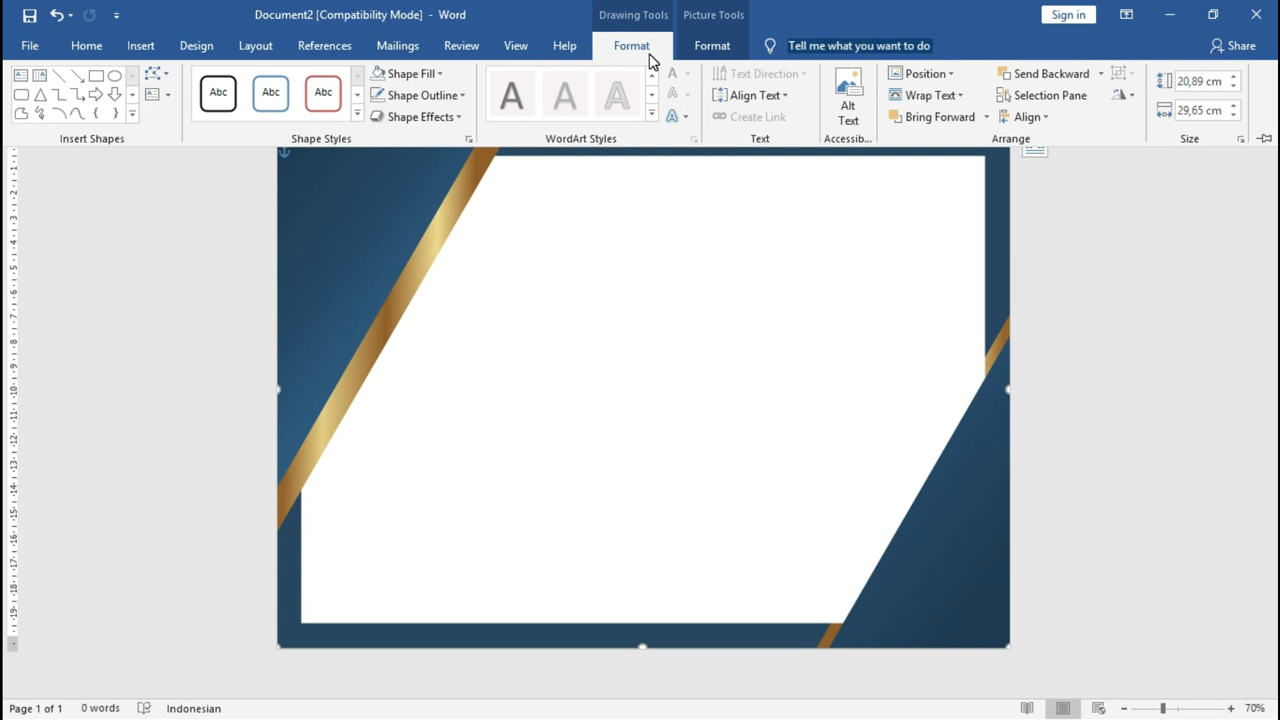 Document2 [Compatibility Mode] - Word
Drawing Tools
Picture Tools
Sign in
File
Home
Insert
Design
Layout
References
Mailings
Review
View
Help
Format
Format
Tell me what you want to do
Share
Abc
Abc
Abc
Shape Fill
Shape Outline
Shape Effects
A
A
A
Text Direction
Align Text
Create Link
Alt
Text
Position
Wrap Text
Bring Forward
Send Backward
Selection Pane
Align
20,89 cm
29,65 cm
Insert Shapes
Shape Styles
WordArt Styles
Text
Accessib...
Arrange
Size
Page 1 of 1
0 words
Indonesian
70%